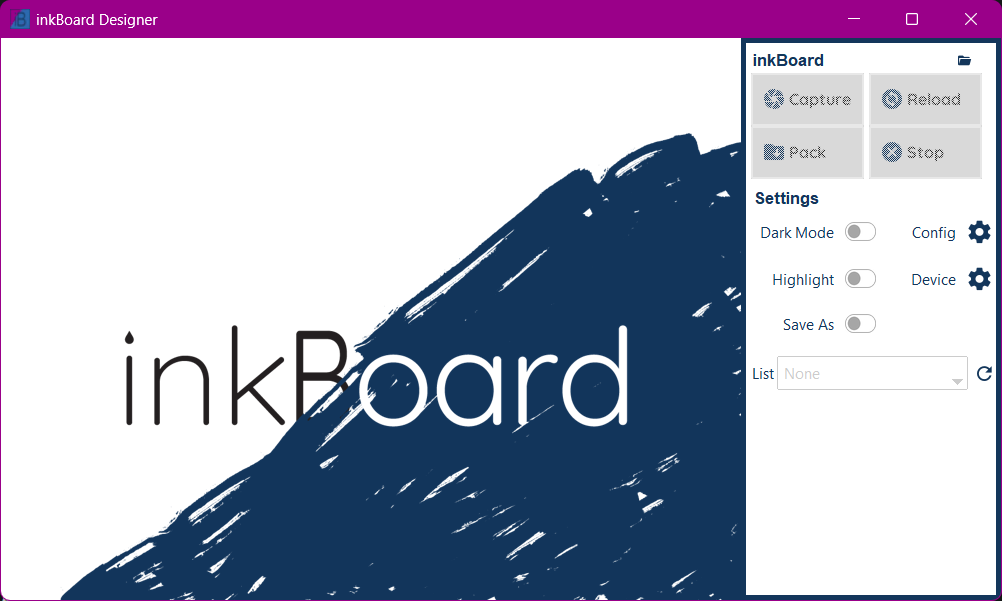 inkBoard Designer
inkBoard
Capture
Reload
Pack
Stop
Settings
Dark Mode
Config
Highlight
Device
Save As
List
None
inkBoard